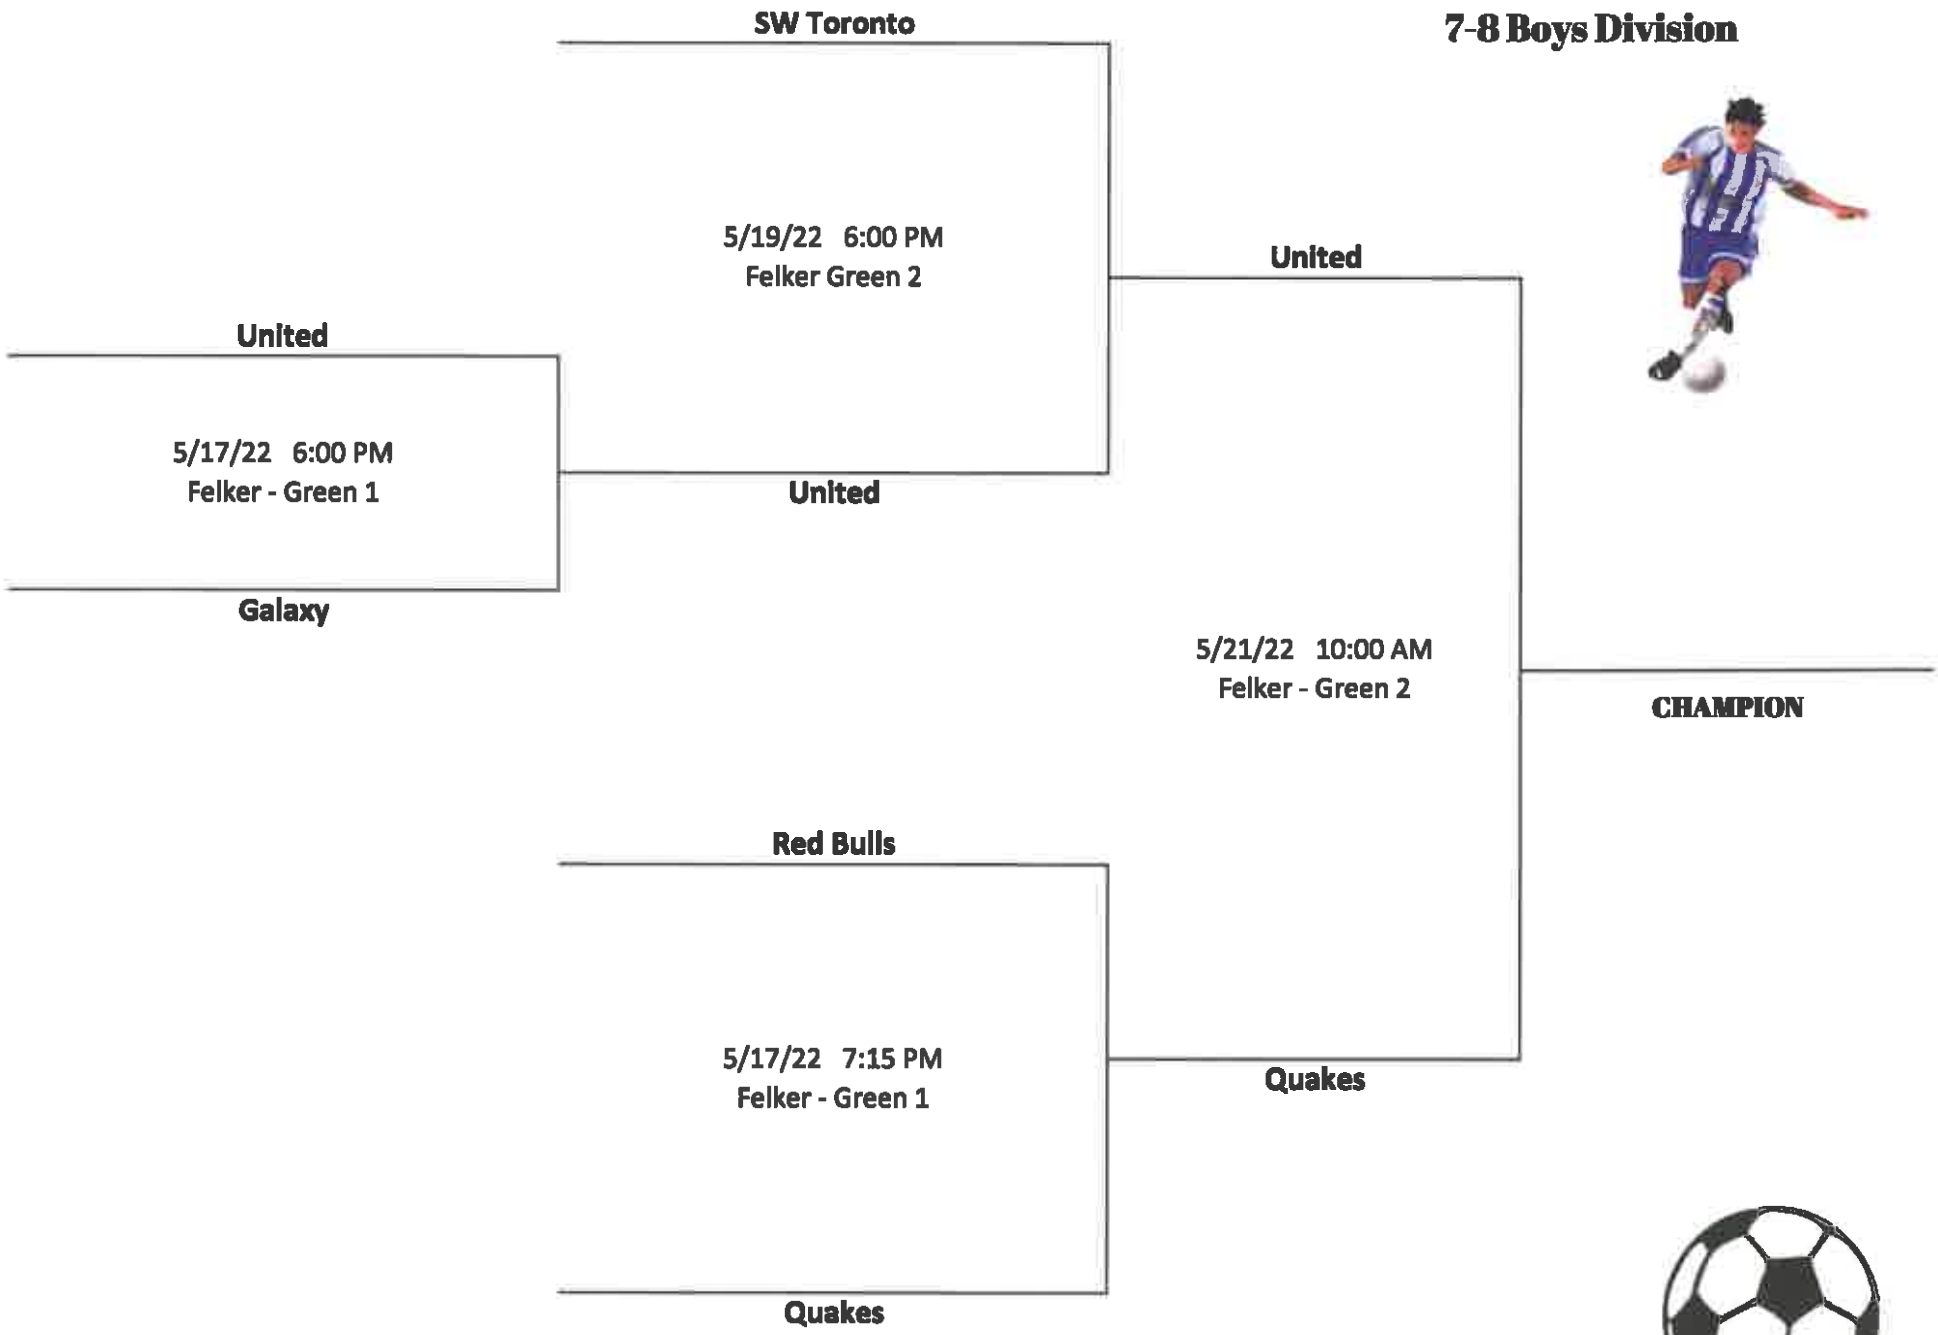 SW Toronto
7-8 Boys Division
5/19/22 6:00 PM
Felker Green 2
United
United
5/17/22 6:00 PM
Felker - Green 1
United
Galaxy
5/21/22 10:00 AM
Felker - Green 2
CHAMPION
Red Bulls
5/17/22 7:15 PM
Felker - Green 1
Quakes
Quakes